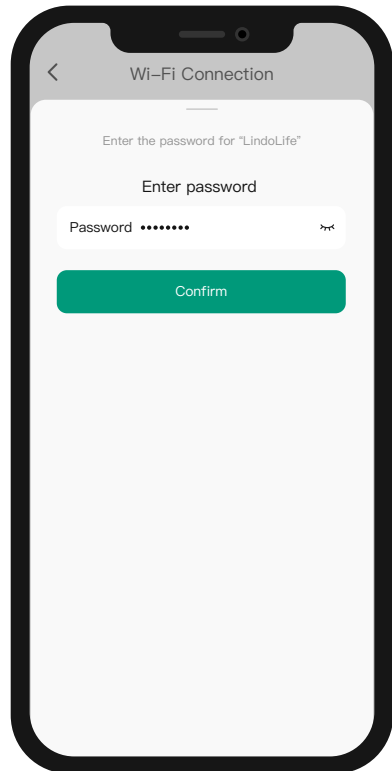 Wi-Fi Connection
Enter the password for “LindoLife”
Enter password
Password ••••••••
Confirm